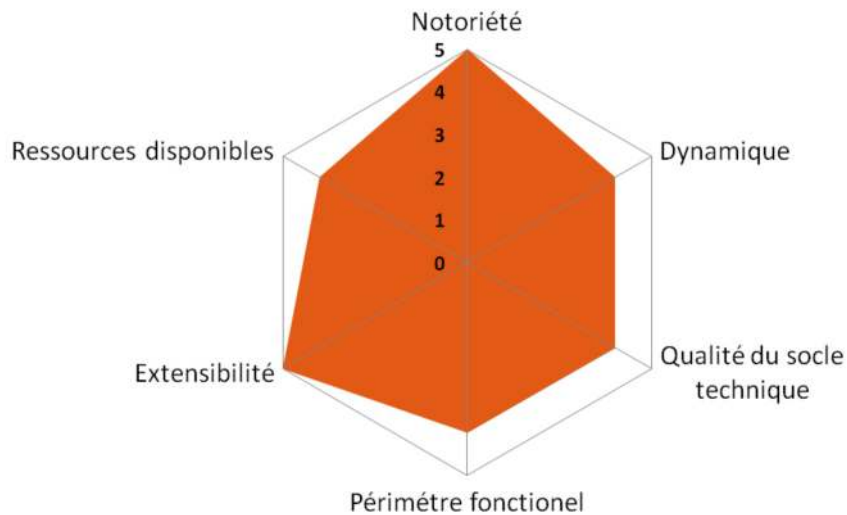 Notoriété
5
4
3
2
1
0
Ressources disponibles
Dynamique
Extensibilité
Qualité du socle
technique
Périmétre fonctionel